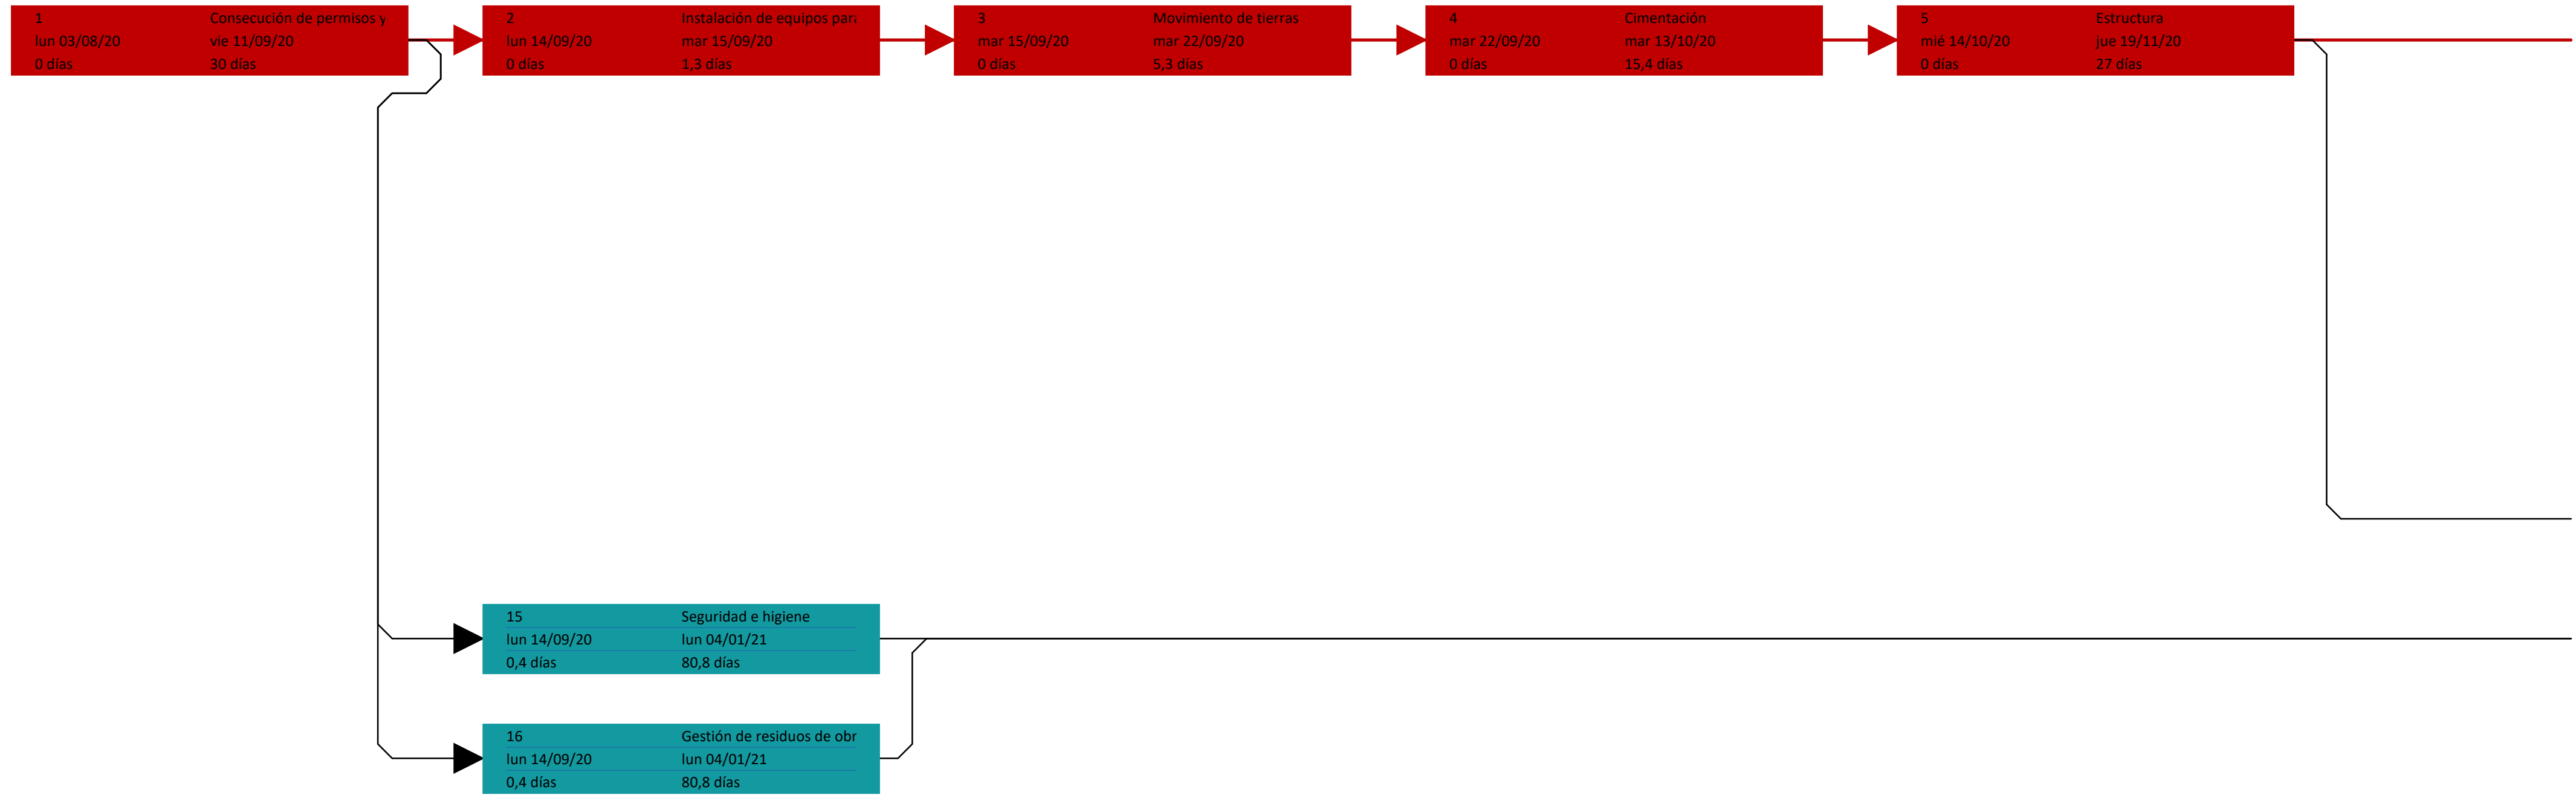 1 Consecución de permisos y
lun 03/08/20 vie 11/09/20
0 días 30 días
2 Instalación de equipos para
lun 14/09/20 mar 15/09/20
0 días 1,3 días
3 Movimiento de tierras
mar 15/09/20 mar 22/09/20
0 días 5,3 días
4 Cimentación
mar 22/09/20 mar 13/10/20
0 días 15,4 días
5 Estructura
mié 14/10/20 jue 19/11/20
0 días 27 días
15 Seguridad e higiene
lun 14/09/20 lun 04/01/21
0,4 días 80,8 días
16 Gestión de residuos de obr
lun 14/09/20 lun 04/01/21
0,4 días 80,8 días